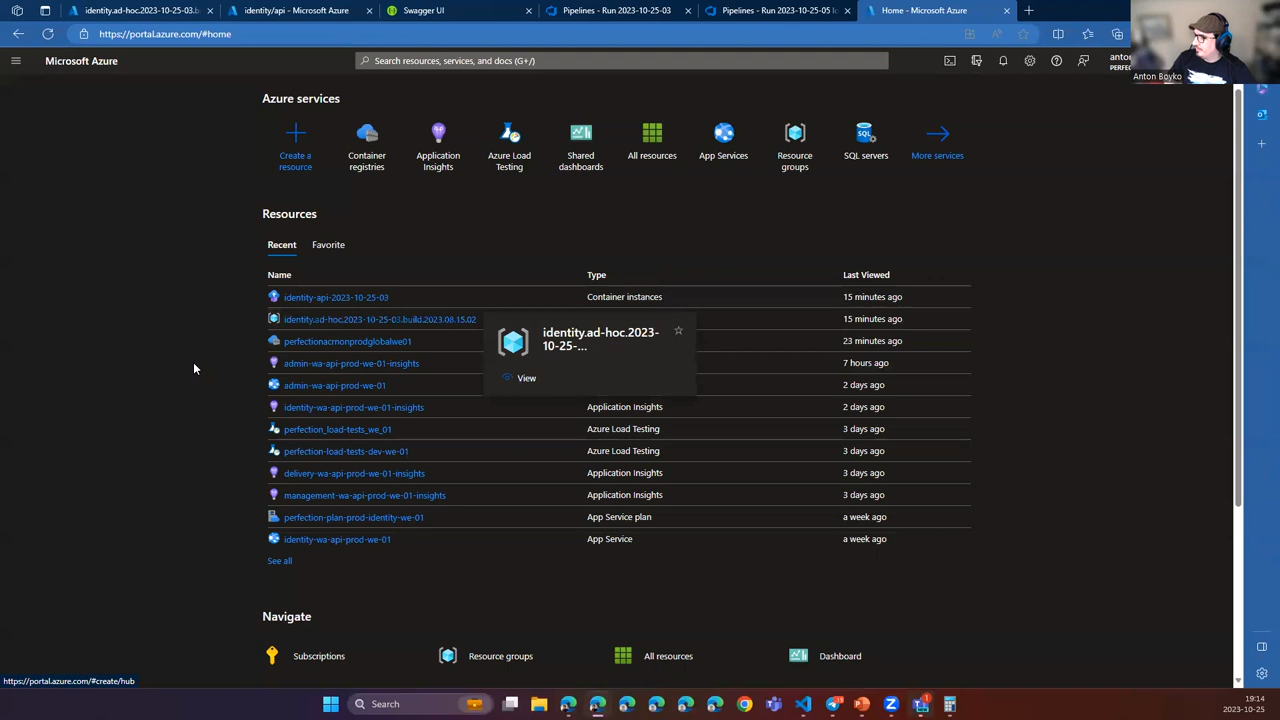 identity.ad-hoc.2023-10-25-03.b
identity/api - Microsoft Azure
Swagger UI
Pipelines - Run 2023-10-25-03
Pipelines - Run 2023-10-05
Home - Microsoft Azure
https://portal.azure.com/#home
Microsoft Azure
Search resources, services, and docs (G+/)
anto
PERFEC
Anton Boyko
Azure services
Create a
resource
Container
registries
Application
Insights
Azure Load
Testing
Shared
dashboards
All resources
App Services
Resource
groups
SQL servers
More services
Resources
Recent
Favorite
Name
Type
Last Viewed
identity-api-2023-10-25-03
Container instances
15 minutes ago
identity.ad-hoc.2023-10-25-03.build.2023.08.15.02
15 minutes ago
identity.ad-hoc.2023-
10-25-...
View
perfectionacrnonprodglobalwe01
23 minutes ago
admin-wa-api-prod-we-01-insights
7 hours ago
admin-wa-api-prod-we-01
2 days ago
identity-wa-api-prod-we-01-insights
Application Insights
2 days ago
perfection_load-tests_we_01
Azure Load Testing
3 days ago
perfection-load-tests-dev-we-01
Azure Load Testing
3 days ago
delivery-wa-api-prod-we-01-insights
Application Insights
3 days ago
management-wa-api-prod-we-01-insights
Application Insights
3 days ago
perfection-plan-prod-identity-we-01
App Service plan
a week ago
identity-wa-api-prod-we-01
App Service
a week ago
See all
Navigate
Subscriptions
Resource groups
All resources
Dashboard
https://portal.azure.com/#create/hub
Search
19:14
2023-10-25